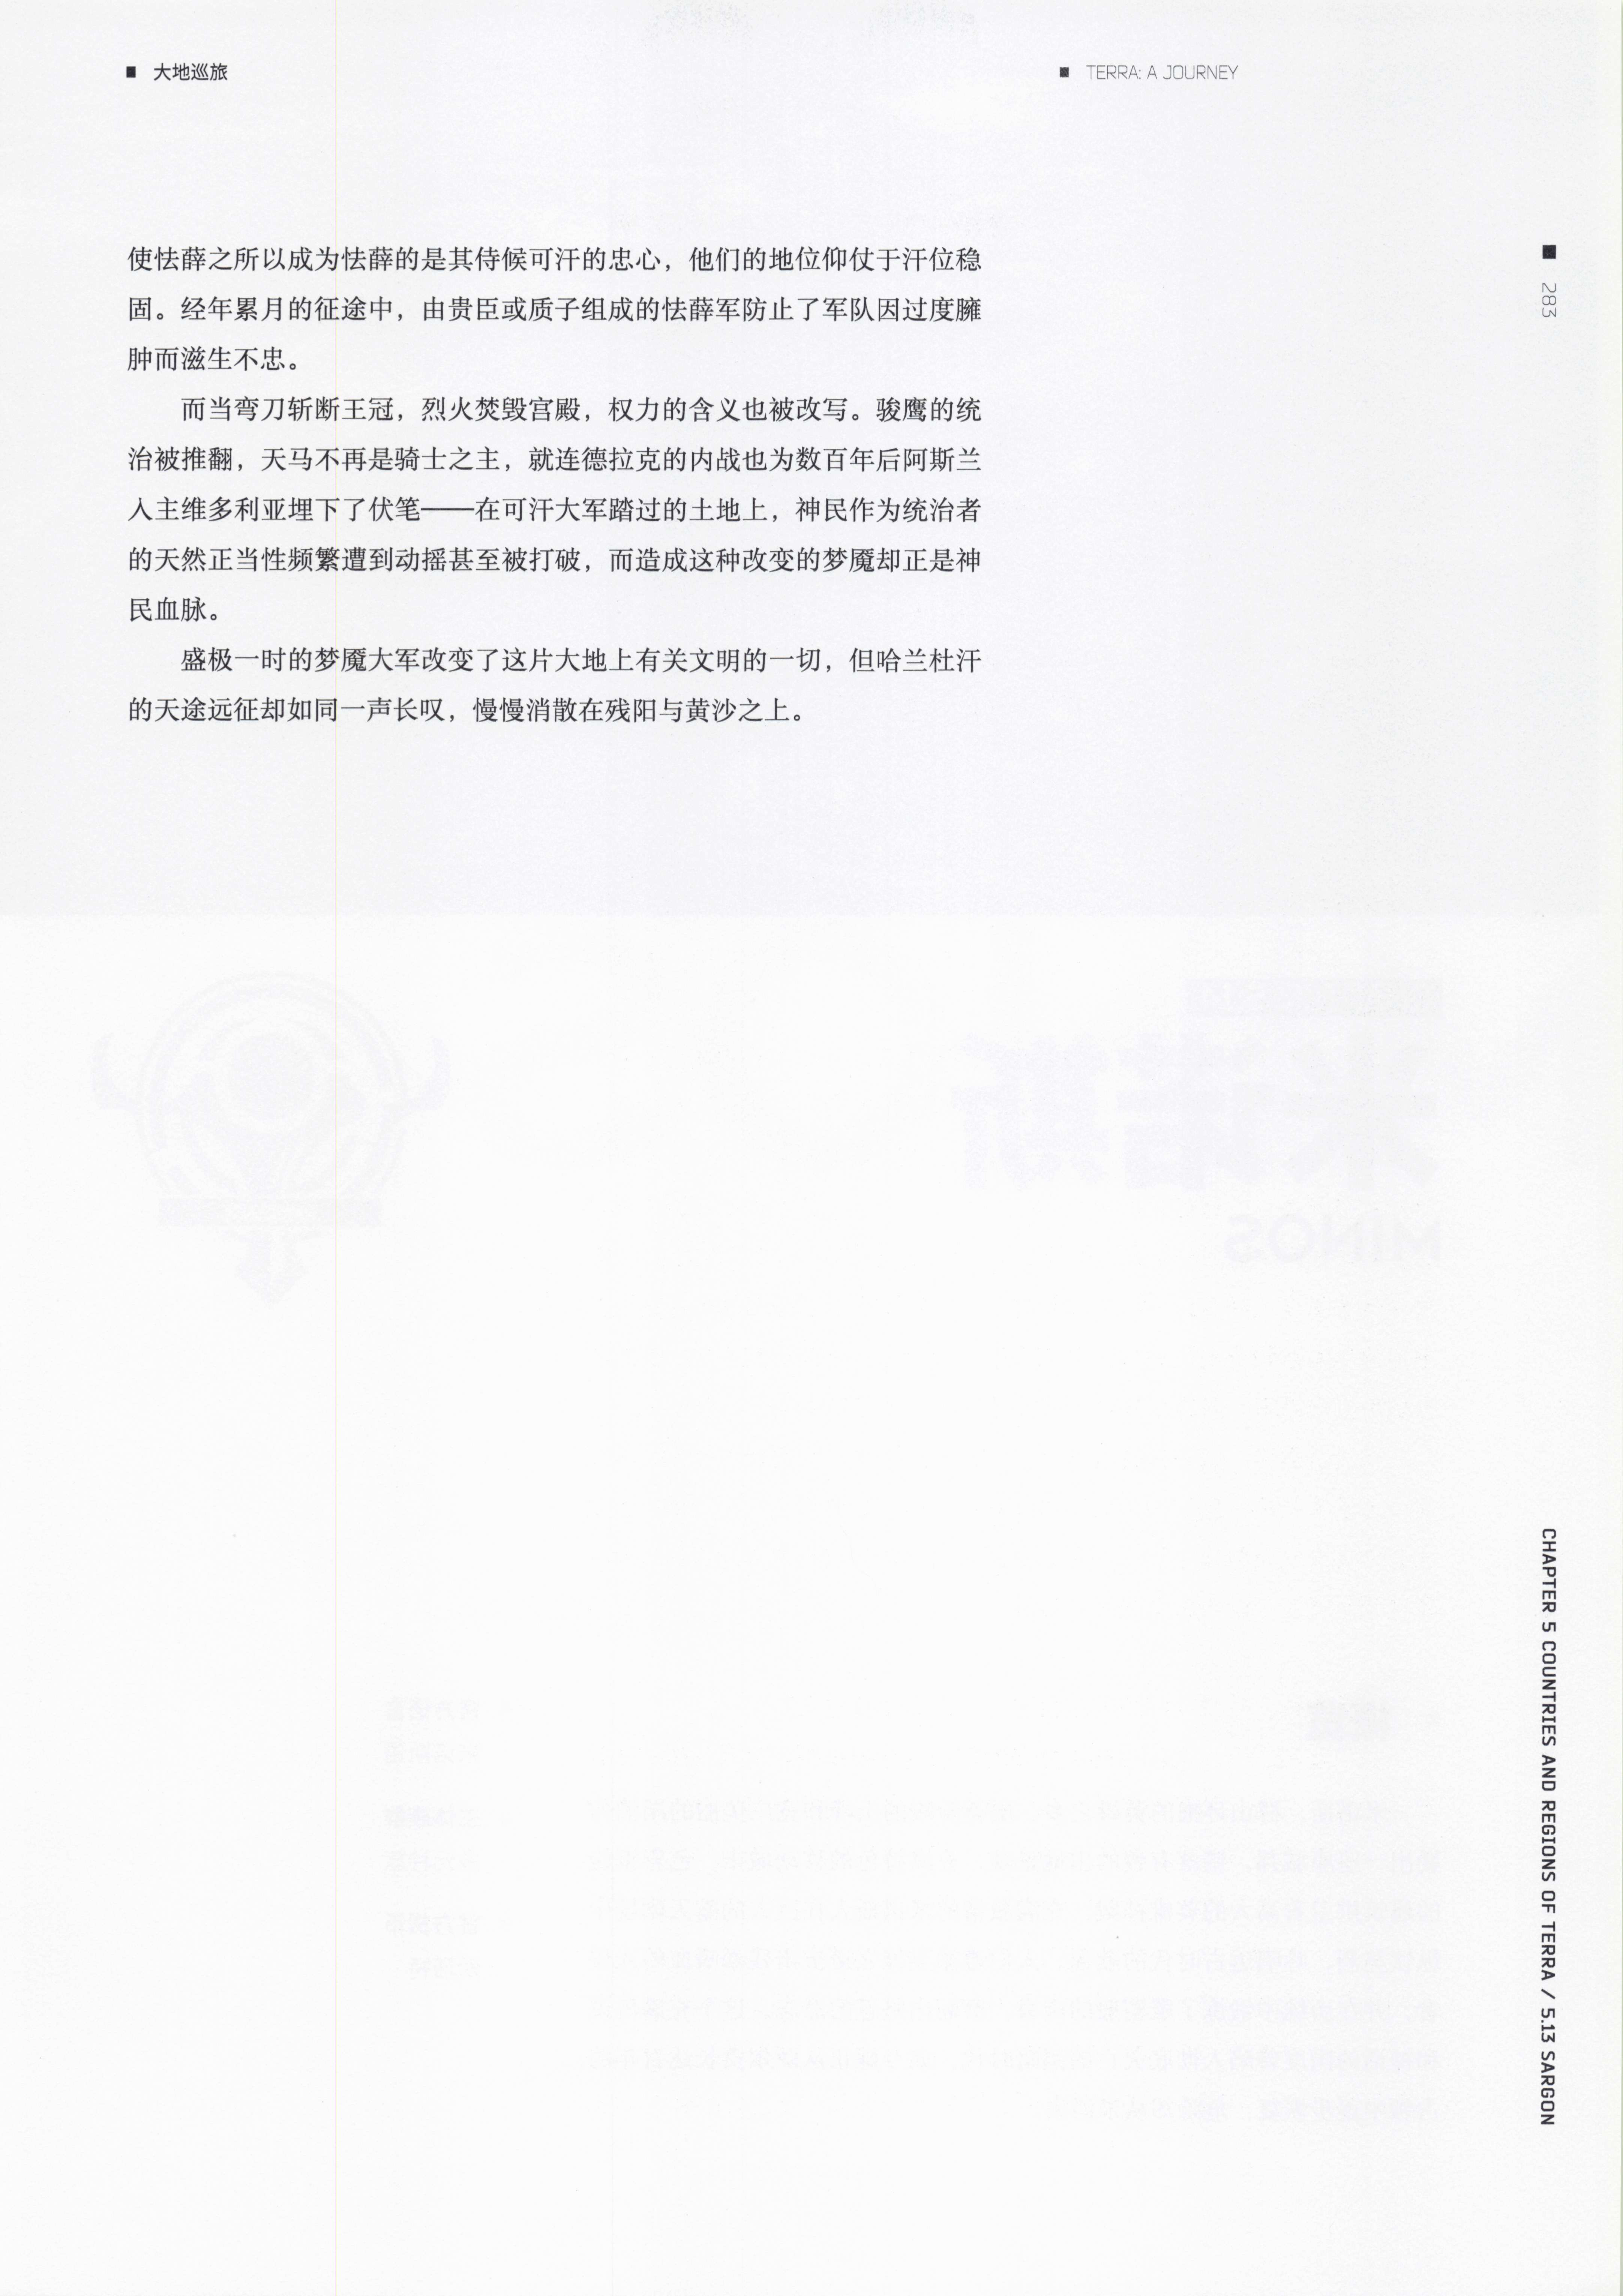 ■ 大地巡旅
■ TERRA: A JOURNEY
■ 283
使怯薛之所以成为怯薛的是其侍候可汗的忠心，他们的地位仰仗于汗位稳
固。经年累月的征途中，由贵臣或质子组成的怯薛军防止了军队因过度臃
肿而滋生不忠。
而当弯刀斩断王冠，烈火焚毁宫殿，权力的含义也被改写。骏鹰的统
治被推翻，天马不再是骑士之主，就连德拉克的内战也为数百年后阿斯兰
入主维多利亚埋下了伏笔——在可汗大军踏过的土地上，神民作为统治者
的天然正当性频繁遭到动摇甚至被打破，而造成这种改变的梦魇却正是神
民血脉。
盛极一时的梦魇大军改变了这片大地上有关文明的一切，但哈兰杜汗
的天途远征却如同一声长叹，慢慢消散在残阳与黄沙之上。
MINOS
CHAPTER 5 COUNTRIES AND REGIONS OF TERRA / 5.13 SARGON